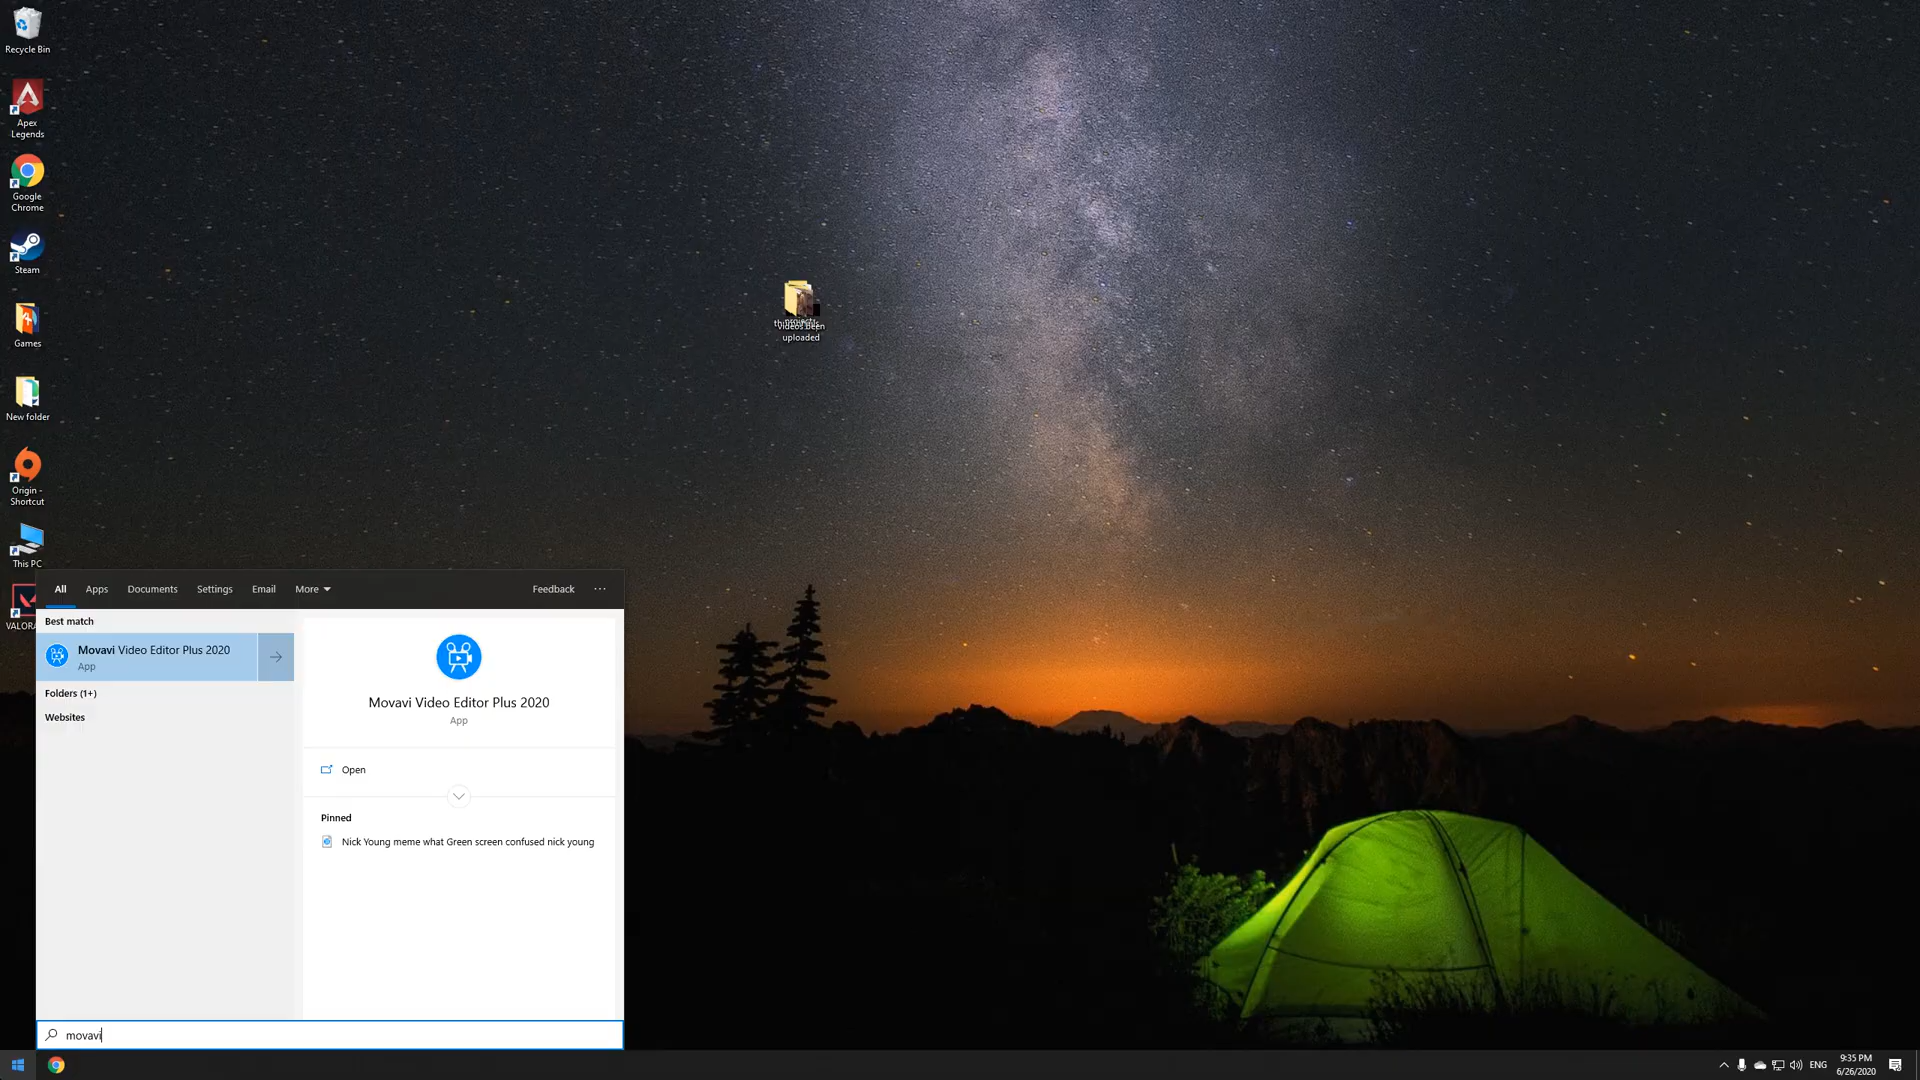 Recycle Bin
Apex
Legends
Google
Chrome
Steam
Games
New folder
Origin -
Shortcut
This PC
VALORA
videos been
uploaded
All
Apps
Documents
Settings
Email
More
Feedback
...
Best match
Movavi Video Editor Plus 2020
App
Folders (1+)
Websites
Movavi Video Editor Plus 2020
App
Open
Pinned
Nick Young meme what Green screen confused nick young
movavi
ENG
9:35 PM
6/26/2020